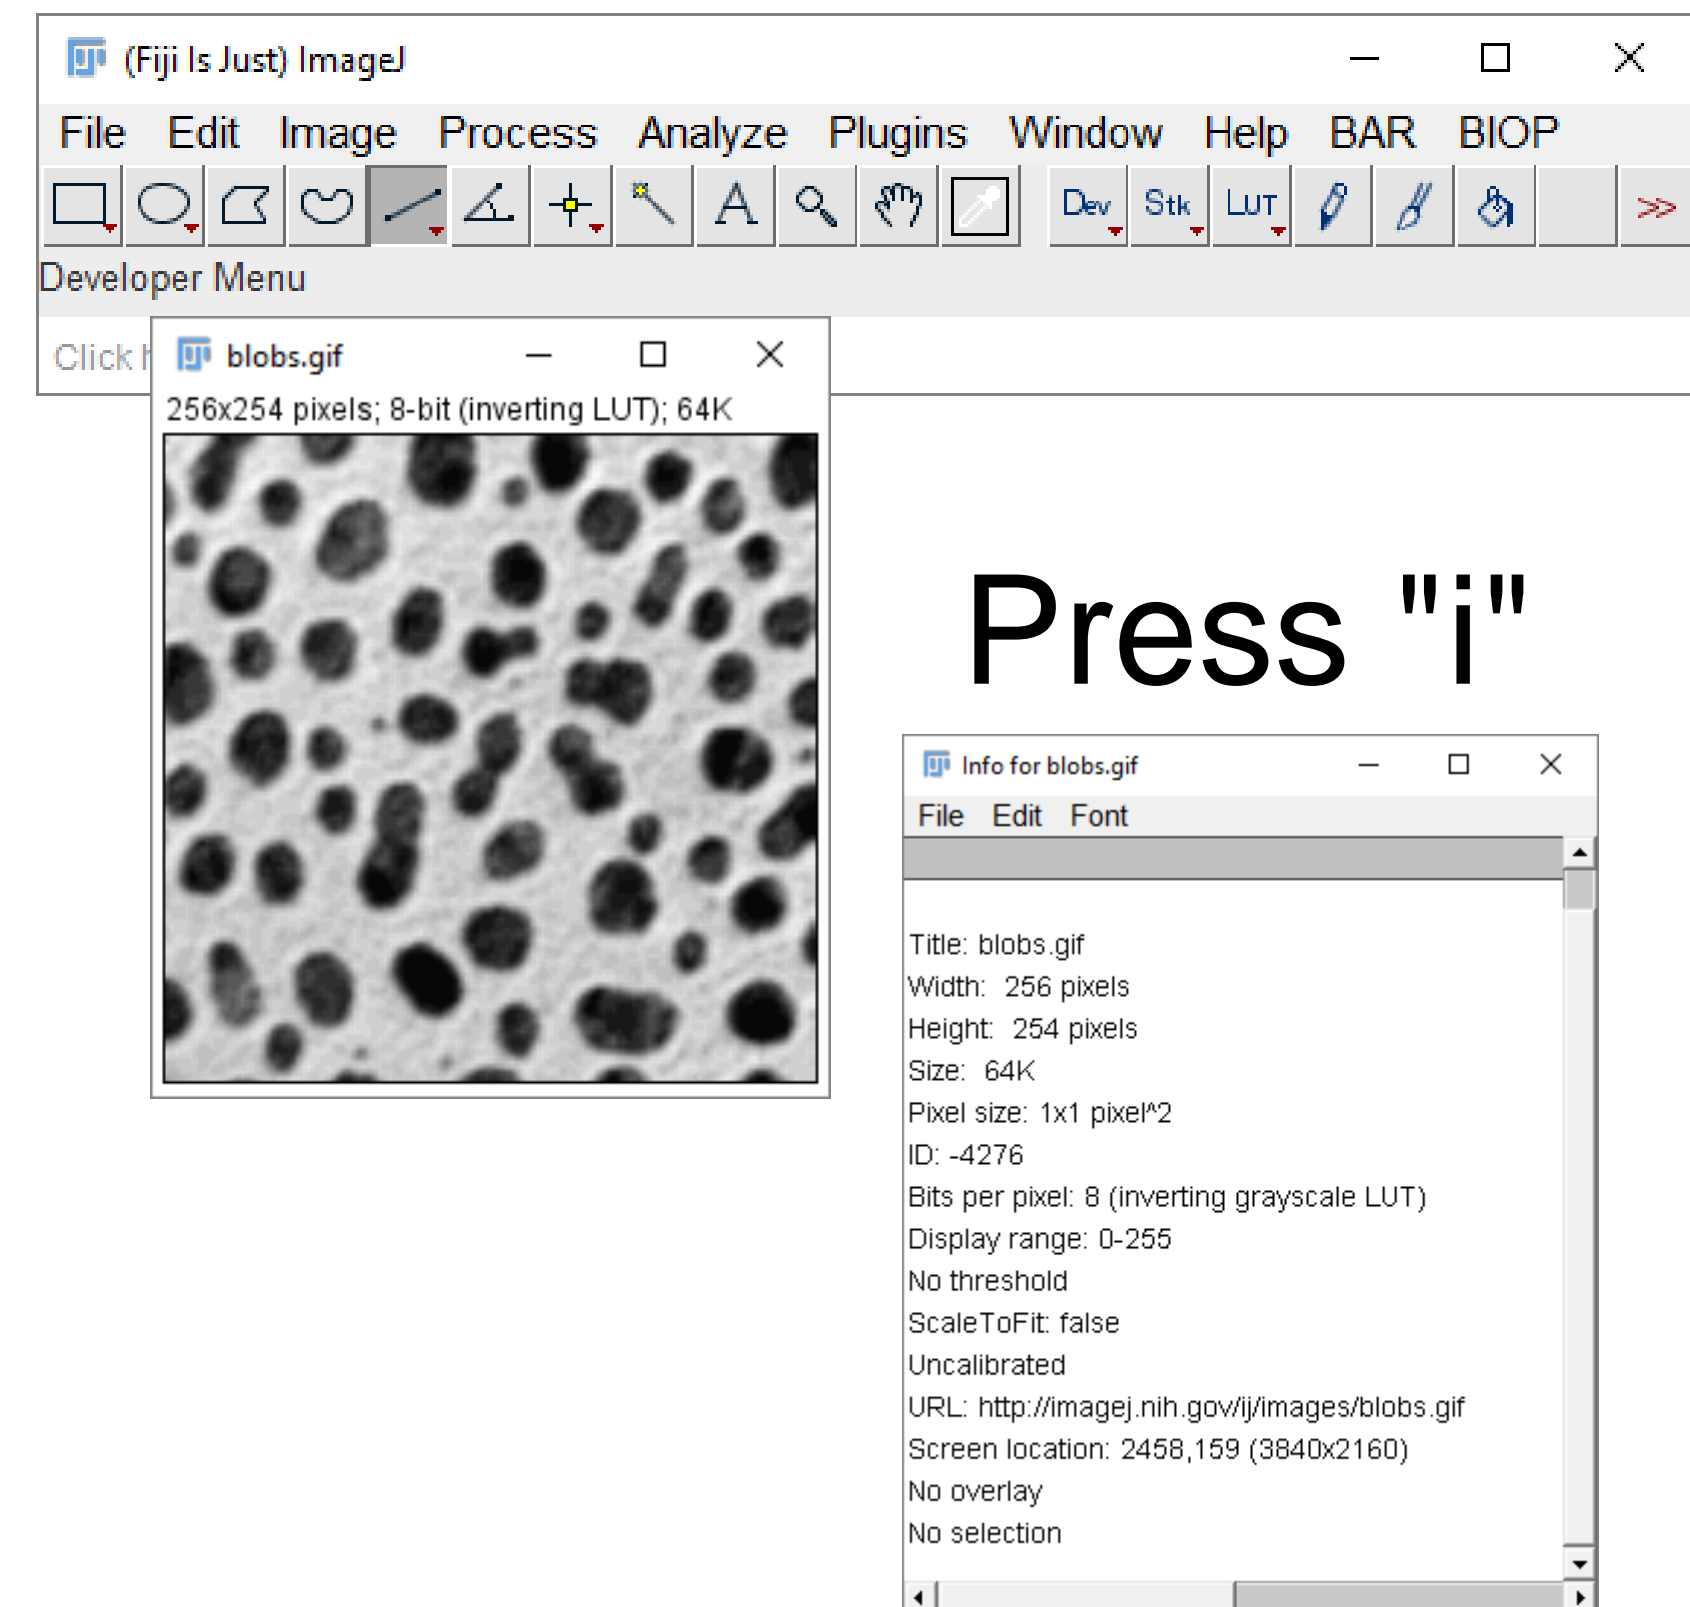 (Fiji Is Just) ImageJ
File Edit Image Process Analyze Plugins Window Help BAR BIOP
A Dev Stk LUT >>
Developer Menu
Click
blobs.gif
256x254 pixels; 8-bit (inverting LUT); 64K
Press "i"
Info for blobs.gif
File Edit Font
Title: blobs.gif
Width: 256 pixels
Height: 254 pixels
Size: 64K
Pixel size: 1x1 pixel^2
ID: -4276
Bits per pixel: 8 (inverting grayscale LUT)
Display range: 0-255
No threshold
ScaleToFit: false
Uncalibrated
URL: http://imagej.nih.gov/ij/images/blobs.gif
Screen location: 2458,159 (3840x2160)
No overlay
No selection